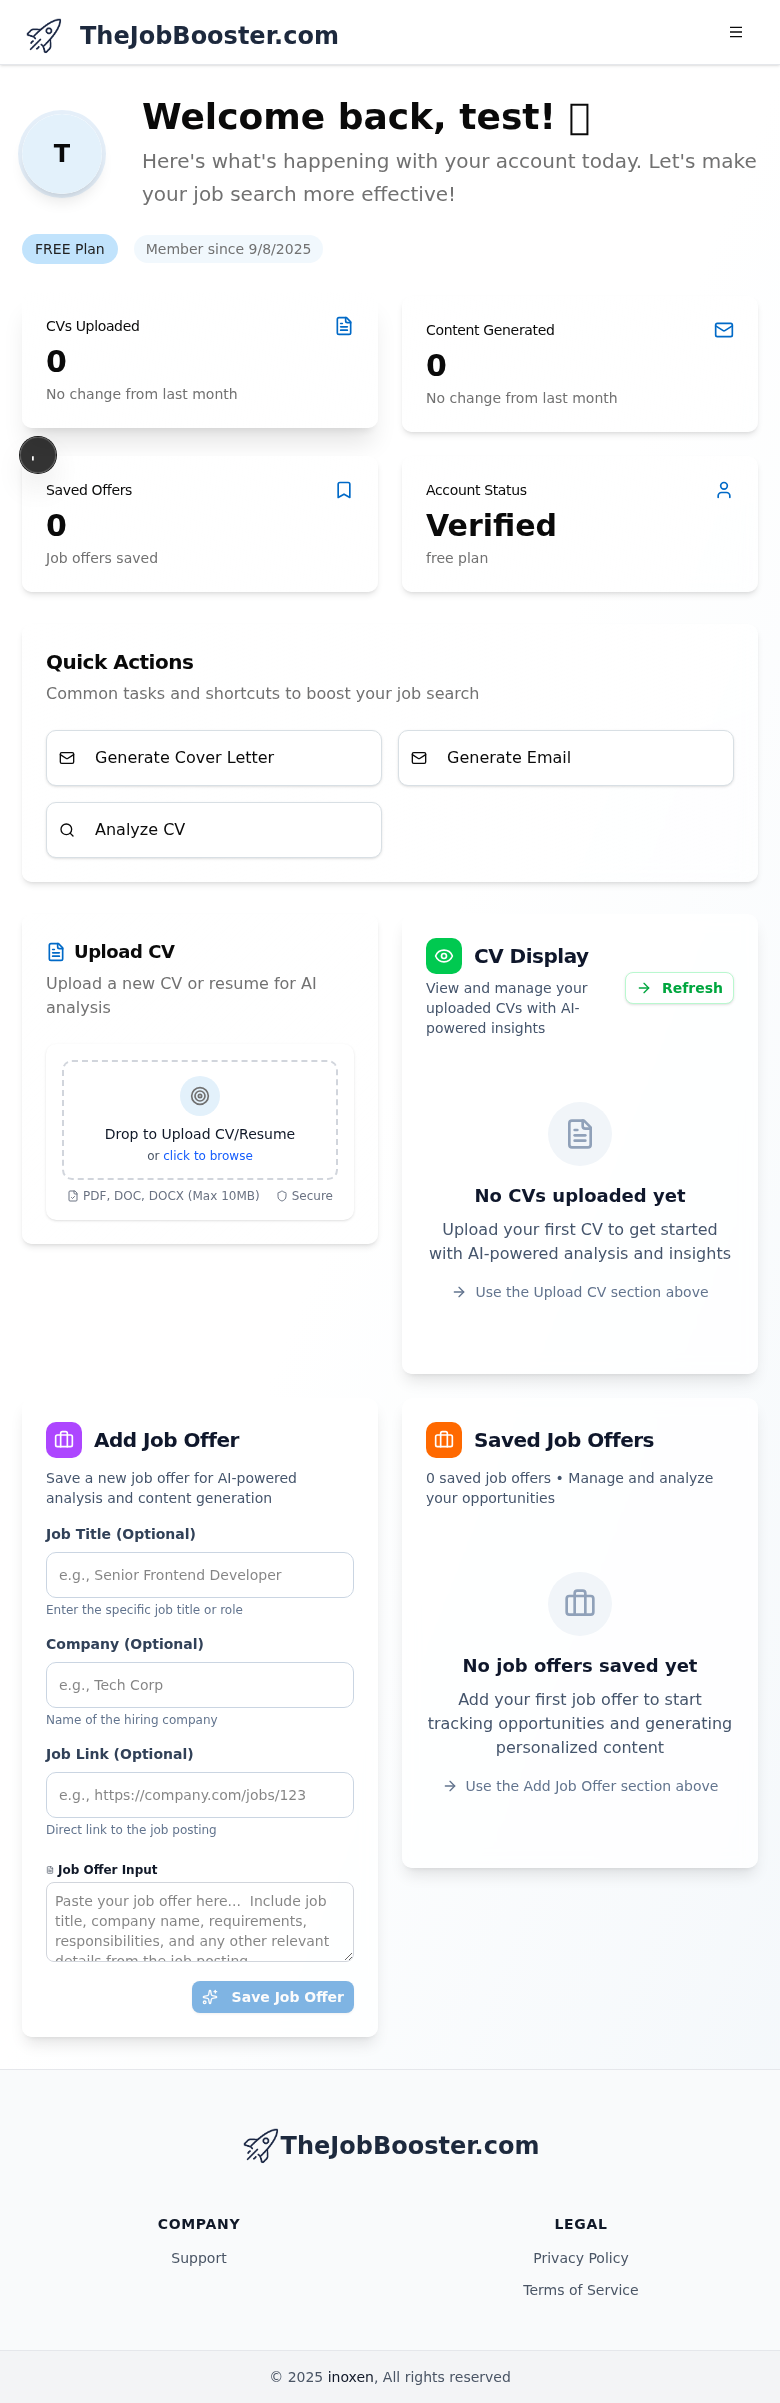 TheJobBooster.com
Welcome back, test!
T
Here's what's happening with your account today. Let's make
your job search more effective!
FREE Plan
Member since 9/8/2025
CVs Uploaded
0
No change from last month
Content Generated
0
No change from last month
Saved Offers
0
Job offers saved
Account Status
Verified
free plan
Quick Actions
Common tasks and shortcuts to boost your job search
Generate Cover Letter
Generate Email
Analyze CV
Upload CV
Upload a new CV or resume for AI
analysis
Drop to Upload CV/Resume
or click to browse
PDF, DOC, DOCX (Max 10MB)
Secure
CV Display
View and manage your
uploaded CVs with AI-
powered insights
Refresh
No CVs uploaded yet
Upload your first CV to get started
with AI-powered analysis and insights
Use the Upload CV section above
Add Job Offer
Save a new job offer for AI-powered
analysis and content generation
Job Title (Optional)
e.g., Senior Frontend Developer
Enter the specific job title or role
Company (Optional)
e.g., Tech Corp
Name of the hiring company
Job Link (Optional)
e.g., https://company.com/jobs/123
Direct link to the job posting
Job Offer Input
Paste your job offer here... Include job
title, company name, requirements,
responsibilities, and any other relevant
details from the job posting
Save Job Offer
Saved Job Offers
0 saved job offers • Manage and analyze
your opportunities
No job offers saved yet
Add your first job offer to start
tracking opportunities and generating
personalized content
Use the Add Job Offer section above
TheJobBooster.com
COMPANY
Support
LEGAL
Privacy Policy
Terms of Service
© 2025 inoxen, All rights reserved